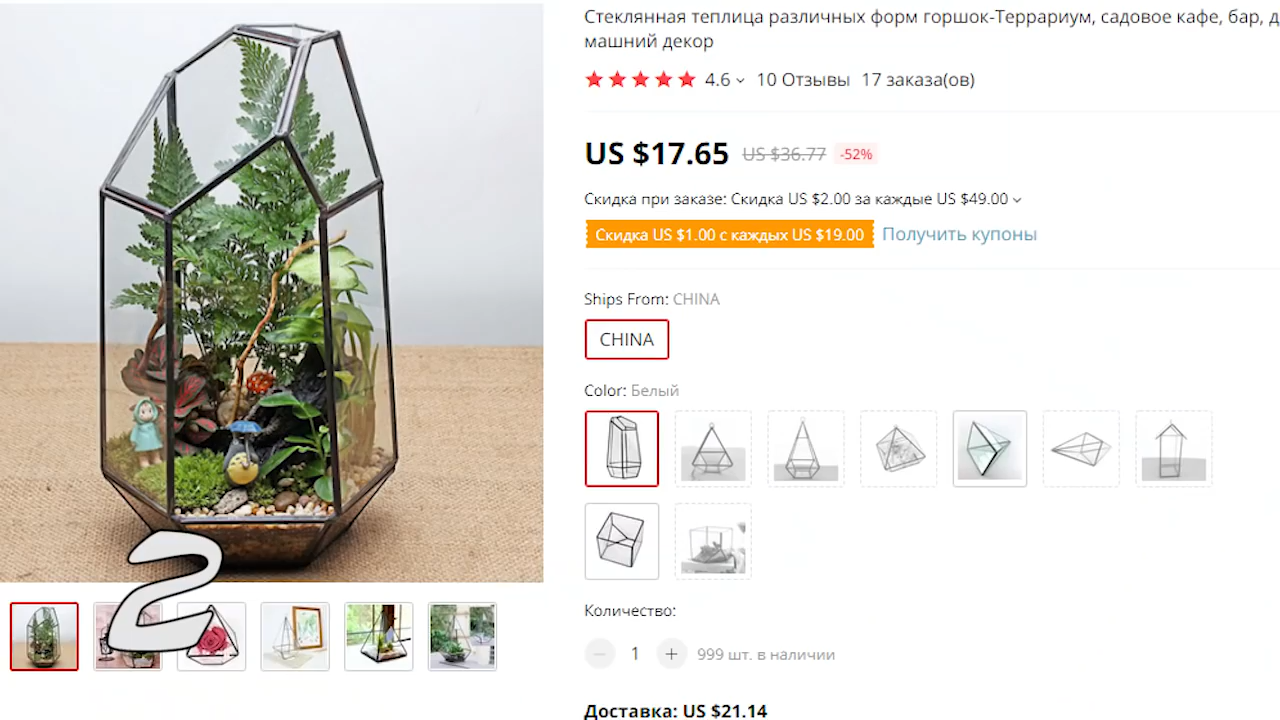 Стеклянная теплица различных форм горшок-Террариум, садовое кафе, бар, д
машний декор
4.6 10 Отзывы 17 заказа(ов)
US $17.65 US $36.77 -52%
Скидка при заказе: Скидка US $2.00 за каждые US $49.00
Скидка US $1.00 с каждых US $19.00 Получить купоны
Ships From: CHINA
CHINA
Color: Белый
2
Количество:
1 999 шт. в наличии
Доставка: US $21.14